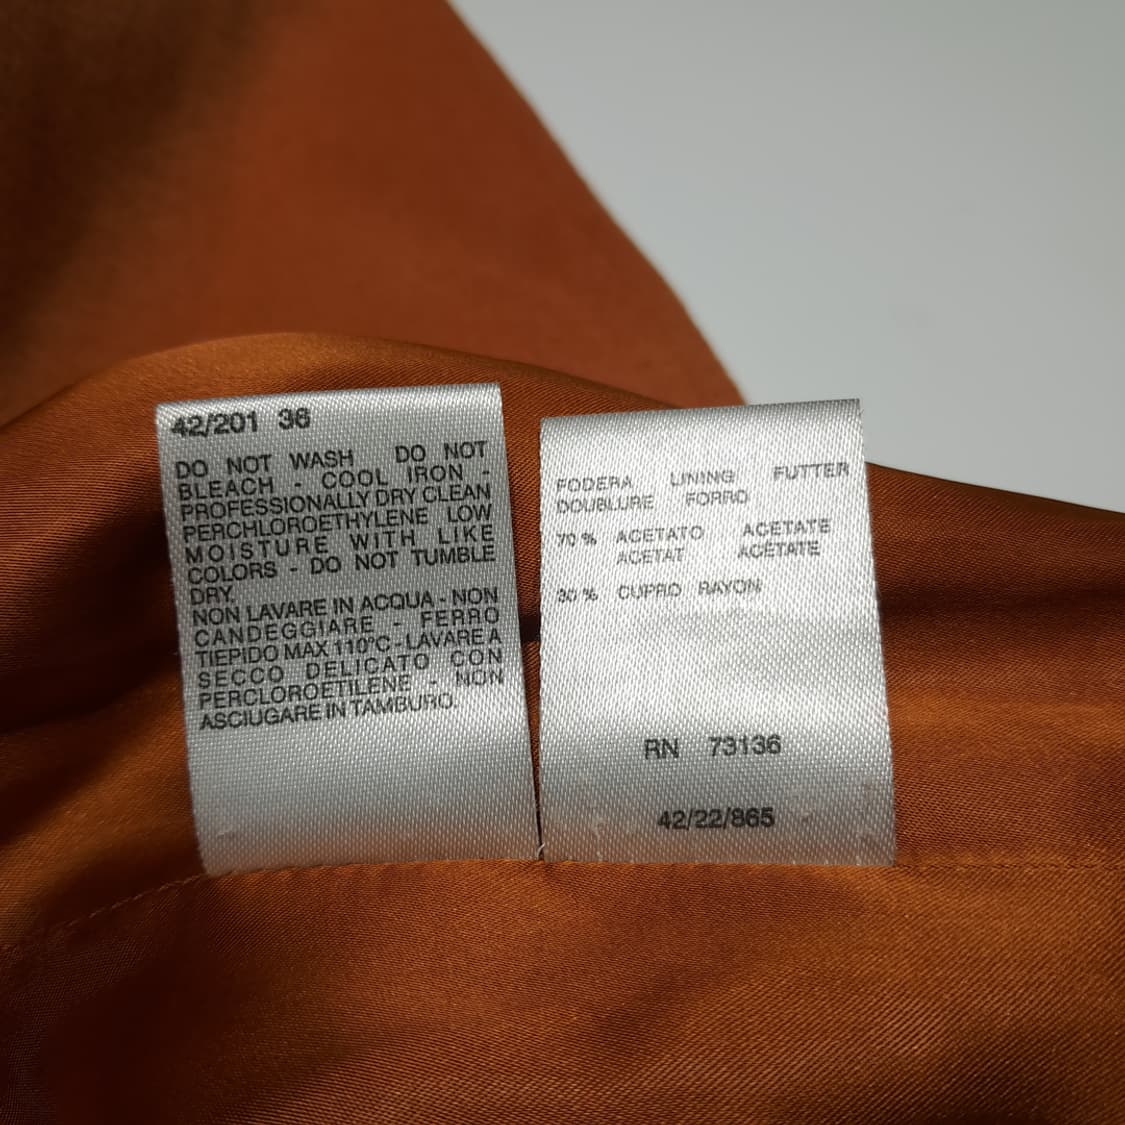 42/201 36
DO NOT WASH DO NOT
BLEACH - COOL IRON -
PROFESSIONALLY DRY CLEAN
PERCHLOROETHYLENE LOW
MOISTURE WITH LIKE
COLORS - DO NOT TUMBLE
DRY.
NON LAVARE IN ACQUA - NON
CANDEGGIARE - FERRO
TIEPIDO MAX 110°C - LAVARE A
SECCO DELICATO CON
PERCLOROETILENE - NON
ASCIUGARE IN TAMBURO.
FODERA LINING FUTTER
DOUBLURE FORRO
70 % ACETATO ACETATE
ACETAT ACÉTATE
30 % CUPRO RAYON
RN 73136
42/22/865